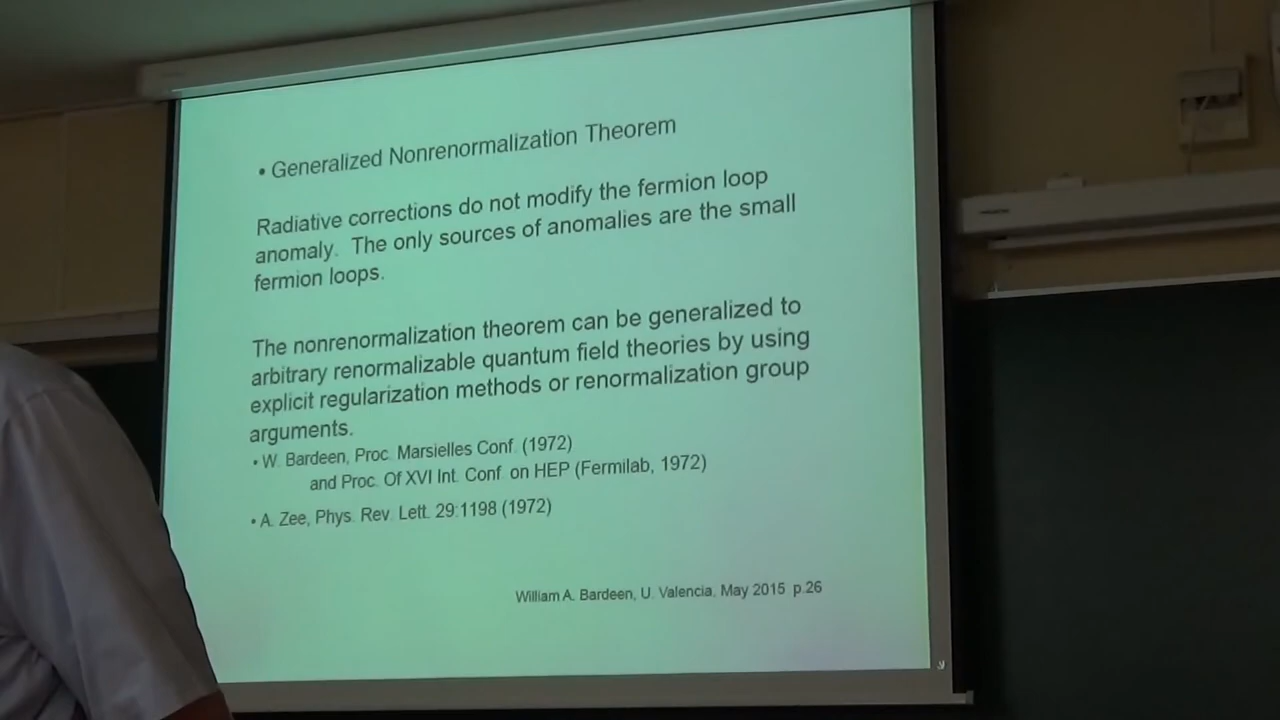 • Generalized Nonrenormalization Theorem
Radiative corrections do not modify the fermion loop
anomaly. The only sources of anomalies are the small
fermion loops.
The nonrenormalization theorem can be generalized to
arbitrary renormalizable quantum field theories by using
explicit regularization methods or renormalization group
arguments.
• W. Bardeen, Proc. Marsielles Conf. (1972)
and Proc. Of XVI Int. Conf. on HEP (Fermilab, 1972)
• A. Zee, Phys. Rev. Lett. 29:1198 (1972)
William A. Bardeen, U. Valencia, May 2015 p.26